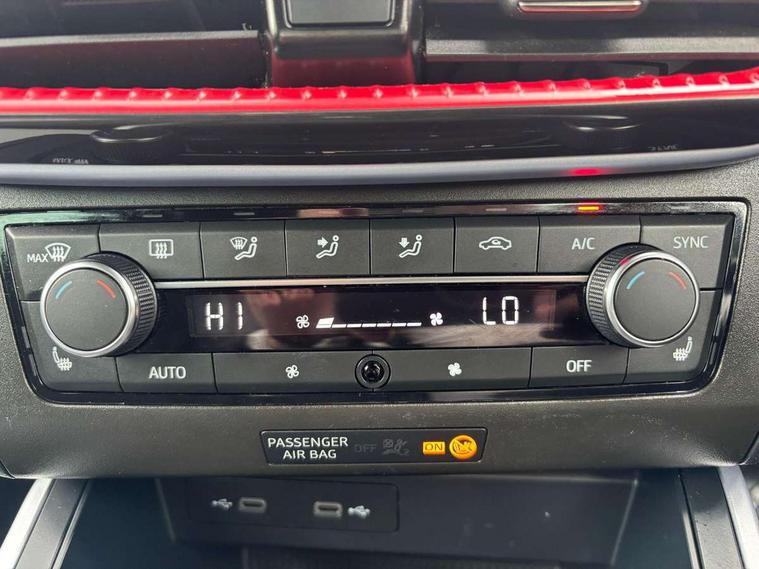 MAX
A/C
SYNC
HI
LO
AUTO
OFF
PASSENGER
AIR BAG
OFF
ON